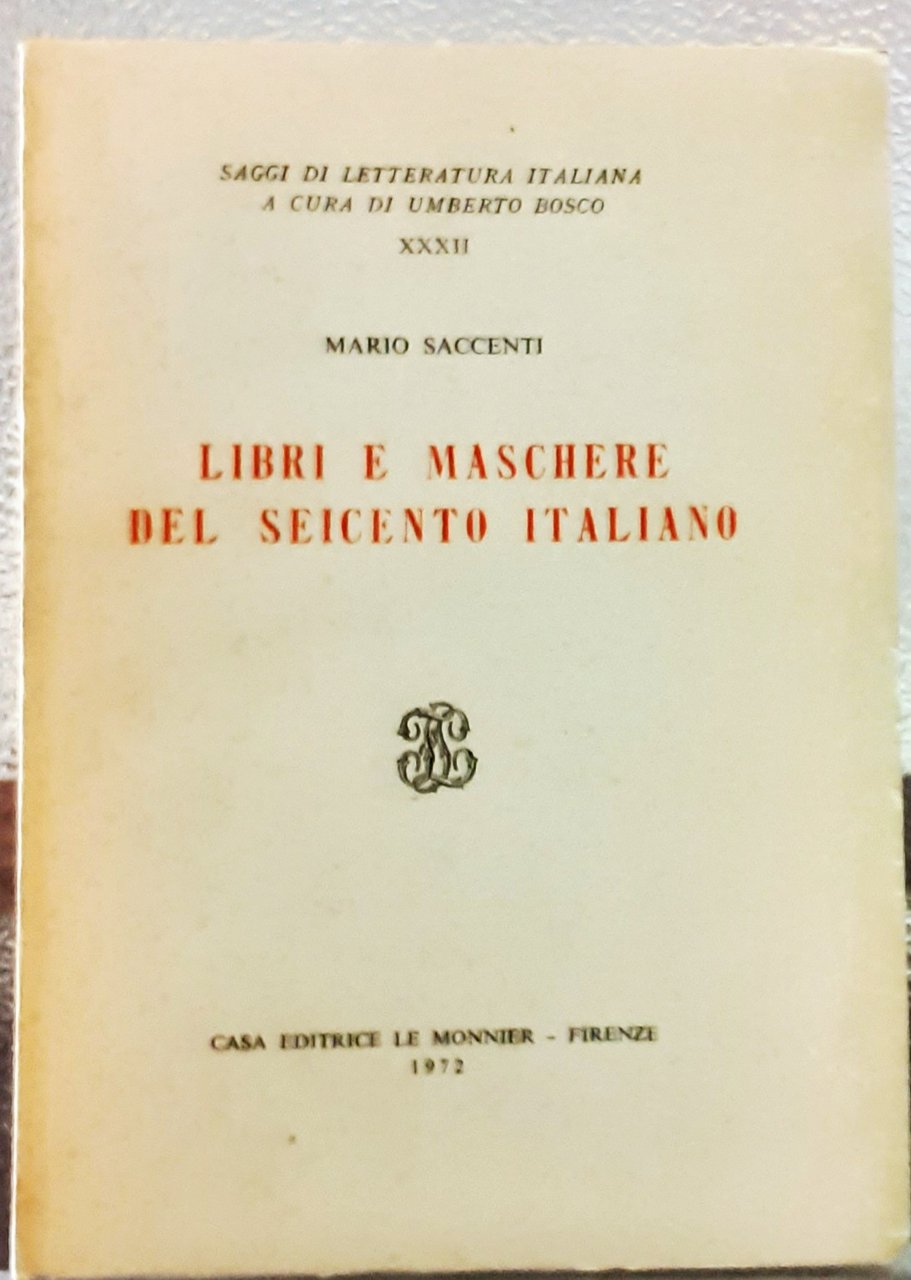 SAGGI DI LETTERATURA ITALIANA
A CURA DI UMBERTO BOSCO
XXXII
MARIO SACCENTI
LIBRI E MASCHERE
DEL SEICENTO ITALIANO
CASA EDITRICE LE MONNIER - FIRENZE
1972